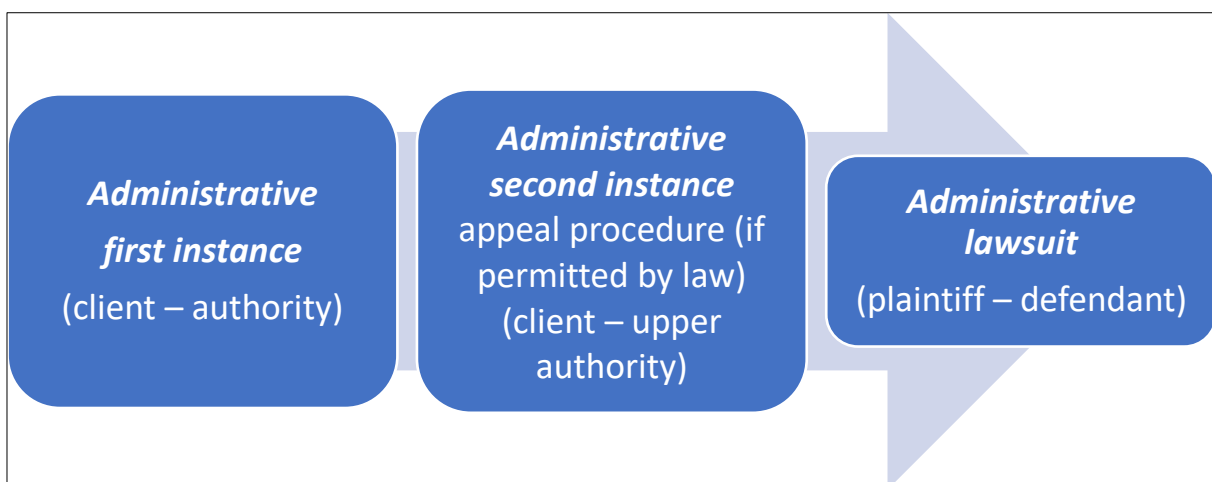 Administrative
first instance
(client – authority)
Administrative
second instance
appeal procedure (if
permitted by law)
(client – upper
authority)
Administrative
lawsuit
(plaintiff – defendant)